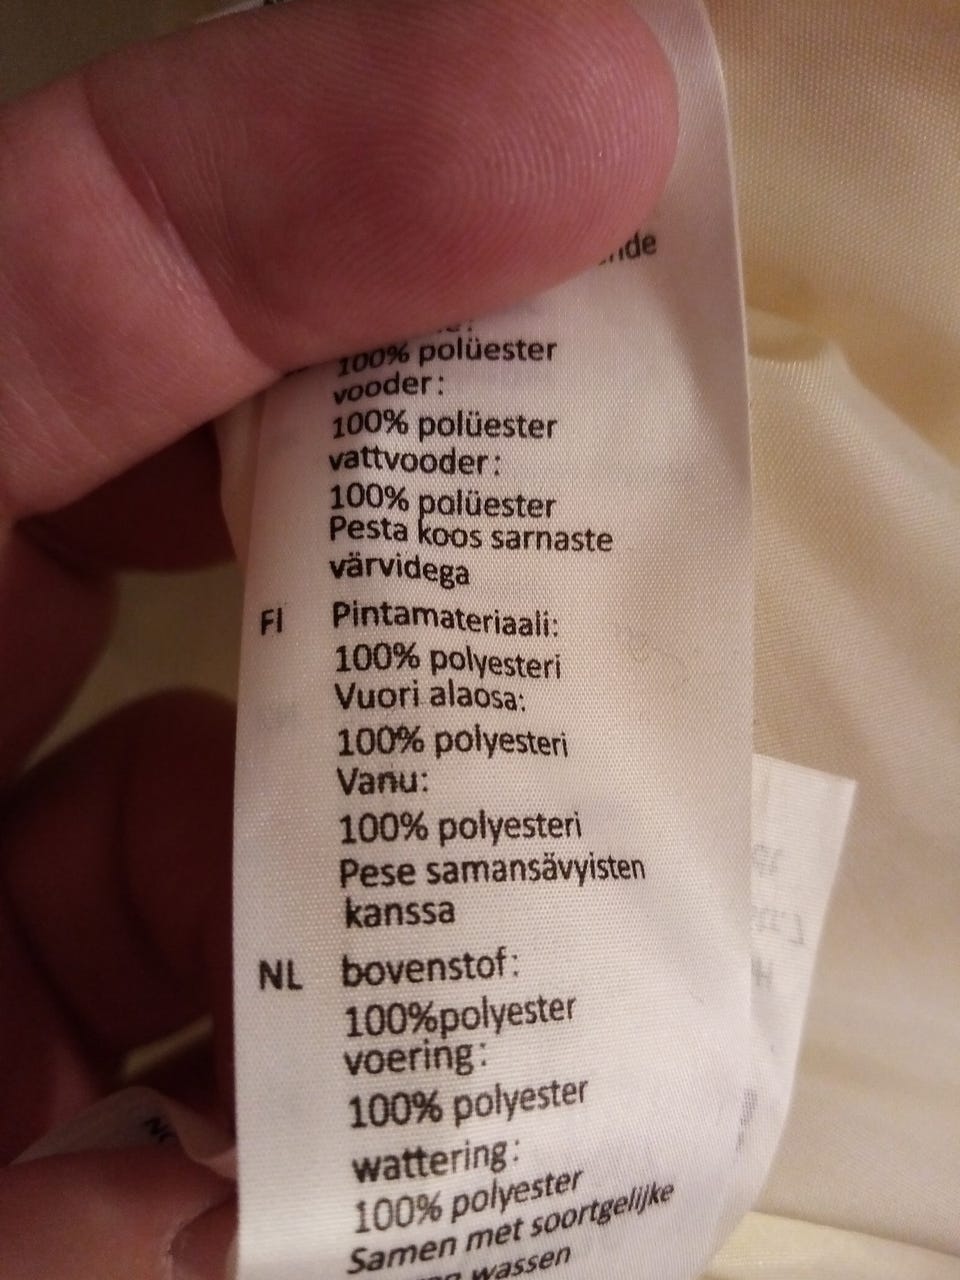 100% polüester
vooder:
100% polüester
vattvooder:
100% polüester
Pesta koos sarnaste
värvidega
FI Pintamateriaali:
100% polyesteri
Vuori alaosa:
100% polyesteri
Vanu:
100% polyesteri
Pese samansävyisten
kanssa
NL bovenstof:
100%polyester
voering:
100% polyester
wattering:
100% polyester
Samen met soortgelijke
wassen